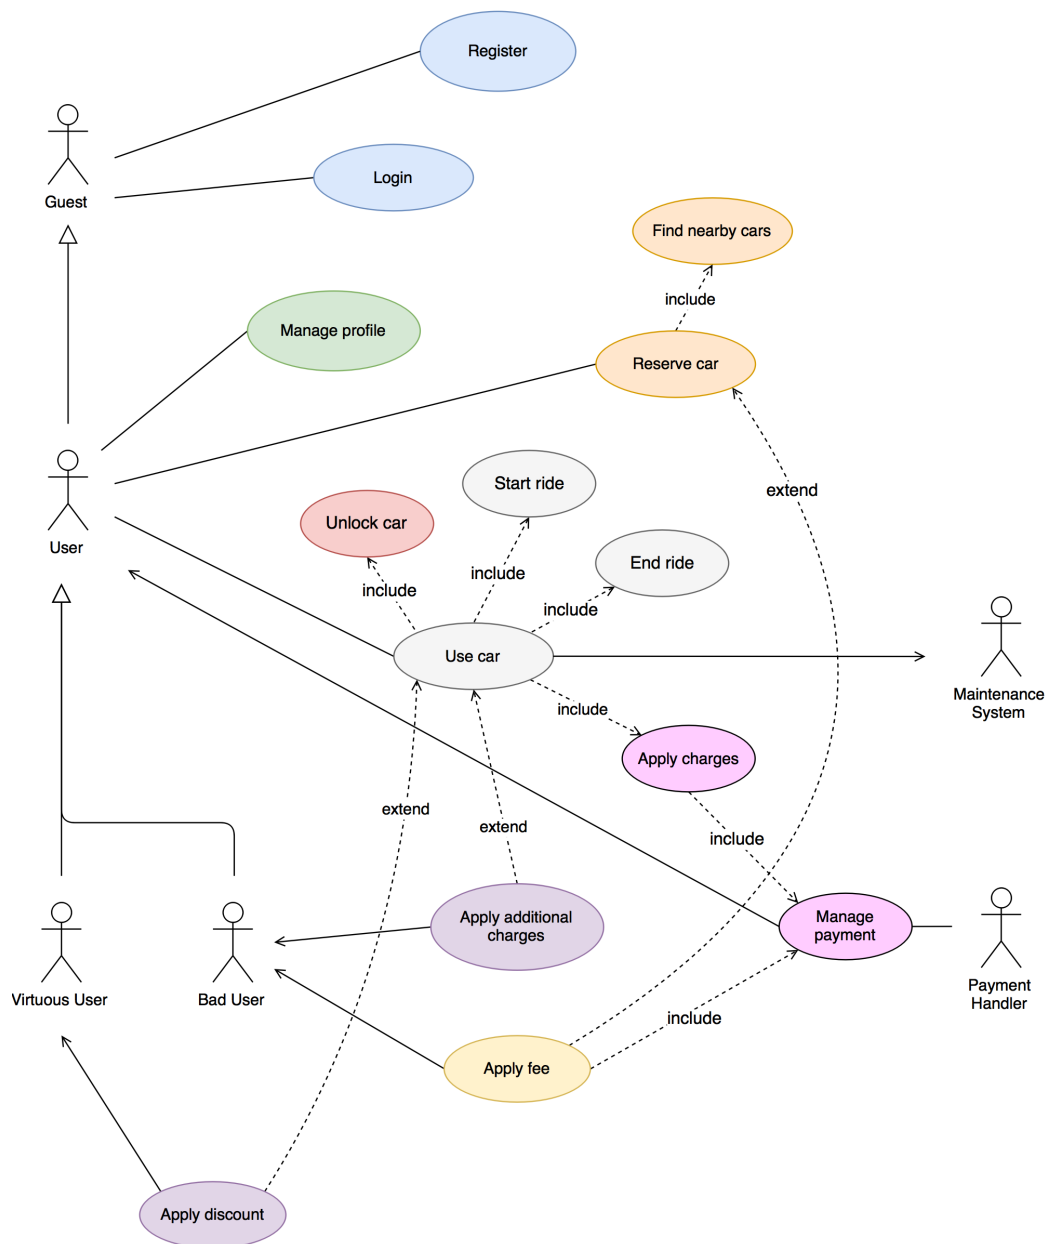 Register
Login
Guest
Find nearby cars
include
Manage profile
Reserve car
Start ride
extend
Unlock car
User
End ride
include
include
include
Use car
Maintenance
System
include
Apply charges
extend
extend
include
Apply additional
charges
Manage
payment
Virtuous User
Bad User
Payment
Handler
include
Apply fee
Apply discount